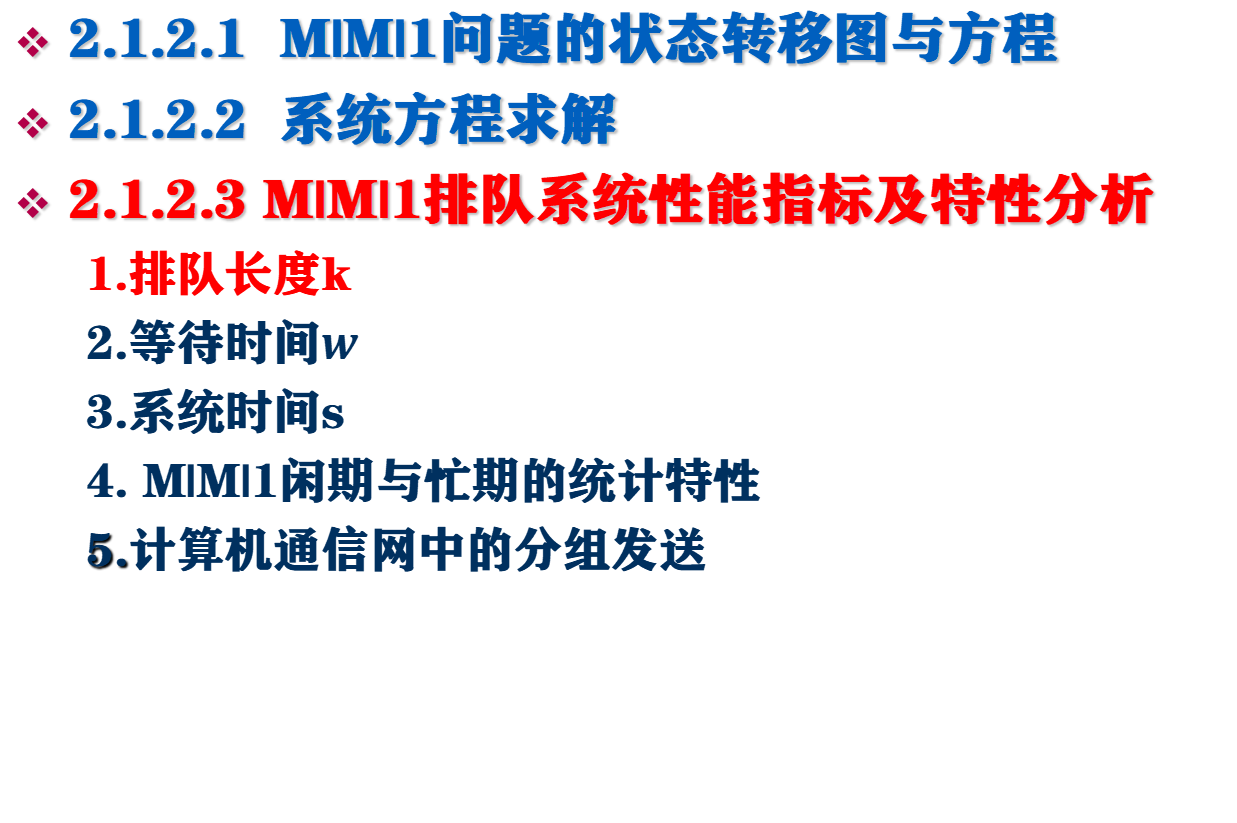 ❖ 2.1.2.1 M|M|1问题的状态转移图与方程
❖ 2.1.2.2 系统方程求解
❖ 2.1.2.3 M|M|1排队系统性能指标及特性分析
1.排队长度k
2.等待时间w
3.系统时间s
4. M|M|1闲期与忙期的统计特性
5.计算机通信网中的分组发送